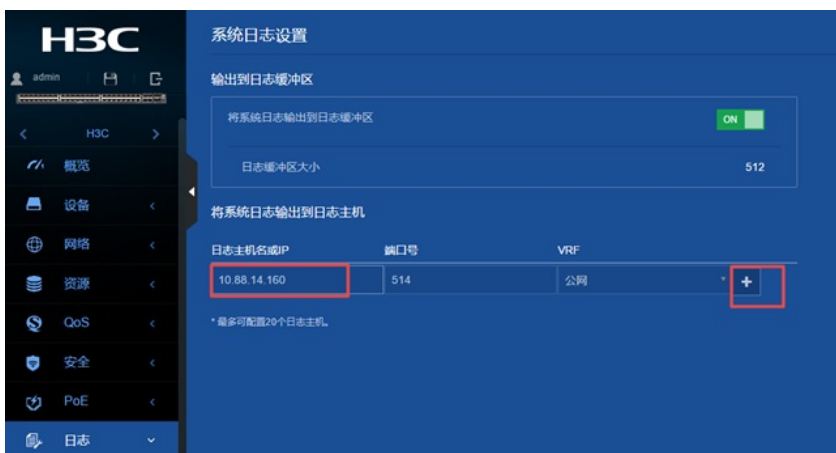 H3C
admin
H3C
概览
设备
网络
资源
QoS
安全
PoE
日志
系统日志设置
输出到日志缓冲区
将系统日志输出到日志缓冲区
ON
日志缓冲区大小
512
将系统日志输出到日志主机
日志主机名或IP 端口号 VRF
10.88.14.160 514 公网
* 最多可配置20个日志主机。